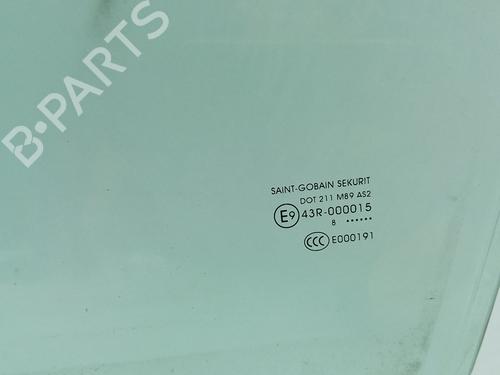 B-PARTS
SAINT-GOBAIN SEKURIT
DOT 211 M89 AS2
E9 43R-000015
8 ......
CCC E000191